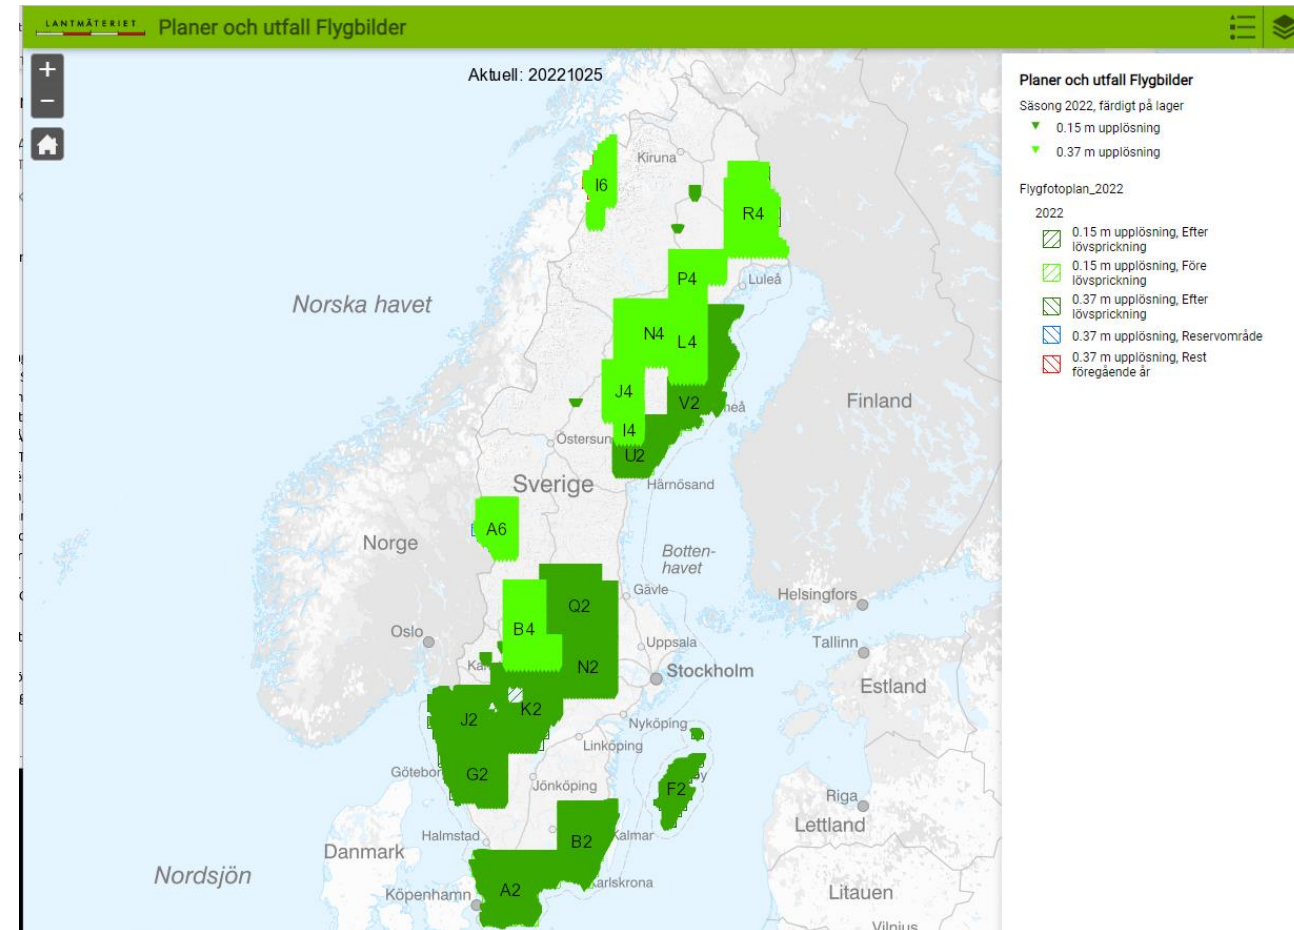 LANTMÄTERIET Planer och utfall Flygbilder
Aktuell: 20221025
Planer och utfall Flygbilder
Säsong 2022, färdigt på lager
0.15 m upplösning
0.37 m upplösning
Flygfotoplan_2022
2022
0.15 m upplösning, Efter
lövsprickning
0.15 m upplösning, Före
lövsprickning
0.37 m upplösning, Efter
lövsprickning
0.37 m upplösning, Reservområde
0.37 m upplösning, Rest
föregående år
Kiruna
I6
R4
P4
Luleå
Norska havet
N4
L4
J4
V2
meå
Finland
I4
Östersun
U2
Sverige
Härnösand
A6
Norge
Botten-
havet
Gävle
Helsingfors
Q2
B4
Oslo
Uppsala
Tallinn
Ka
N2
Stockholm
Estland
K2
J2
Nyköping
Linköping
Götebor
G2
Jönköping
F2
by
Riga
Lettland
Halmstad
B2
Kalmar
Danmark
Nordsjön
Köpenhamn
A2
Karlskrona
Litauen
Vilnius